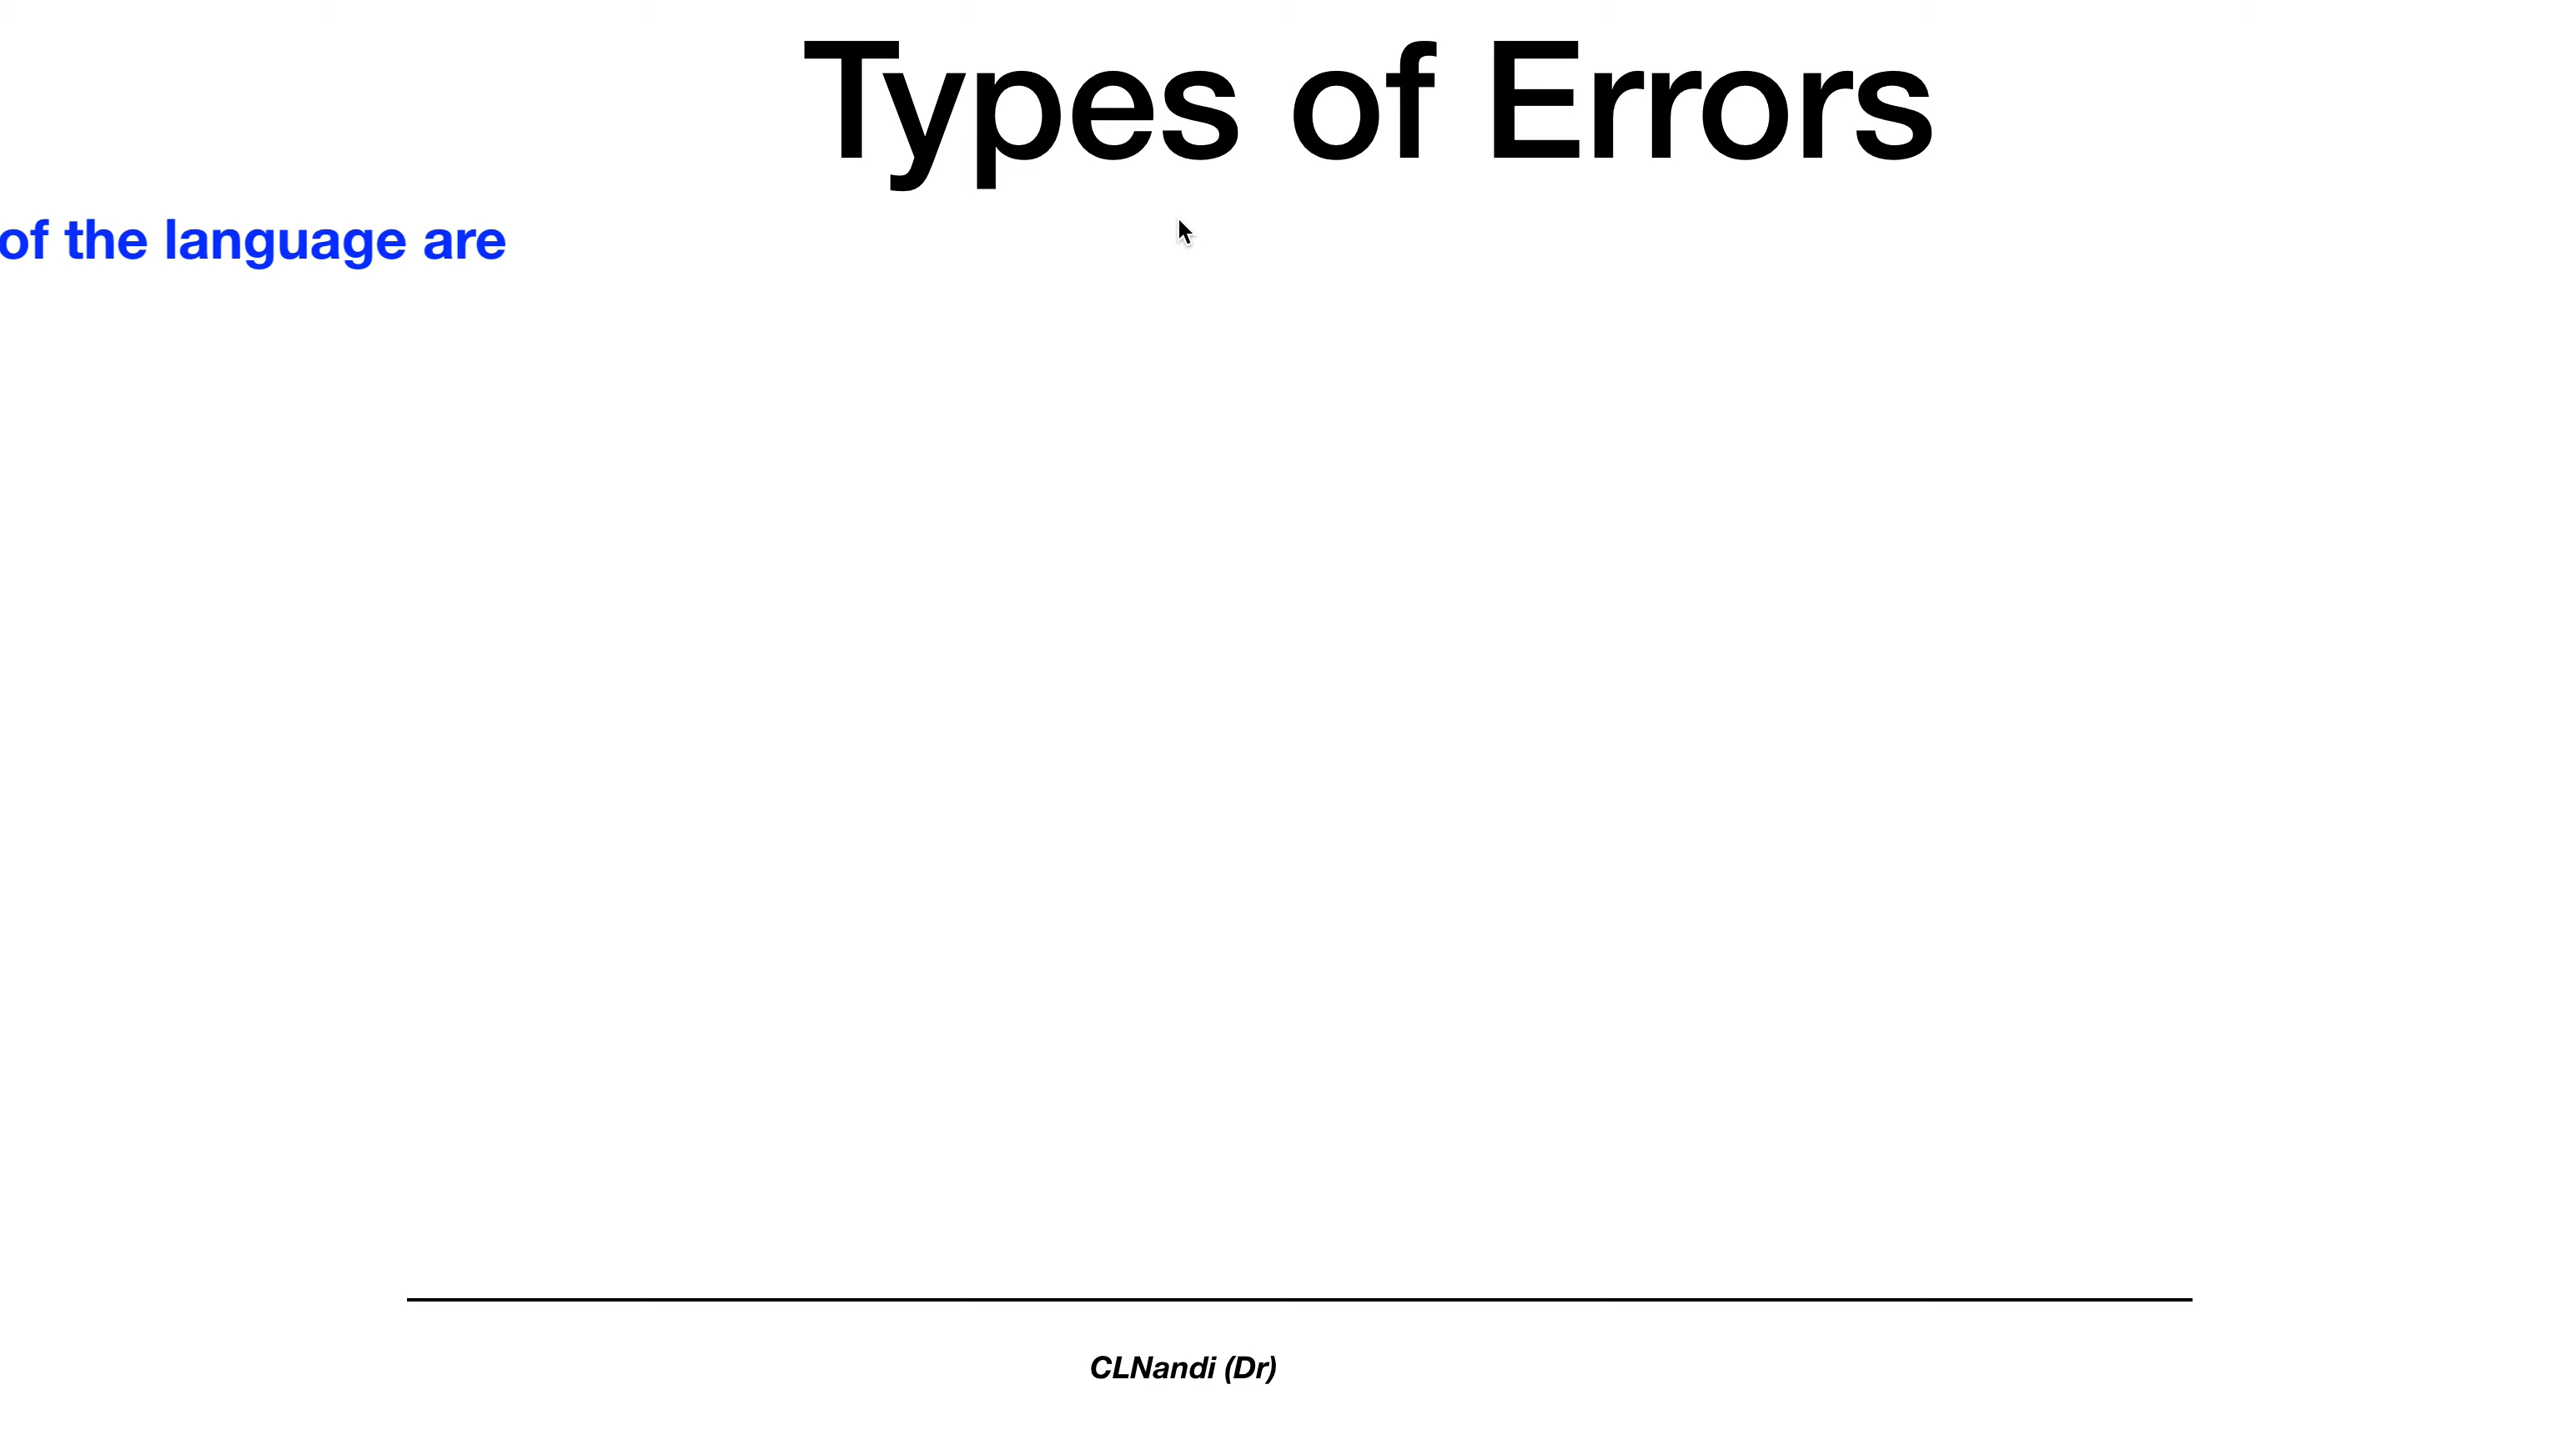 Types of Errors
of the language are
CLNandi (Dr)